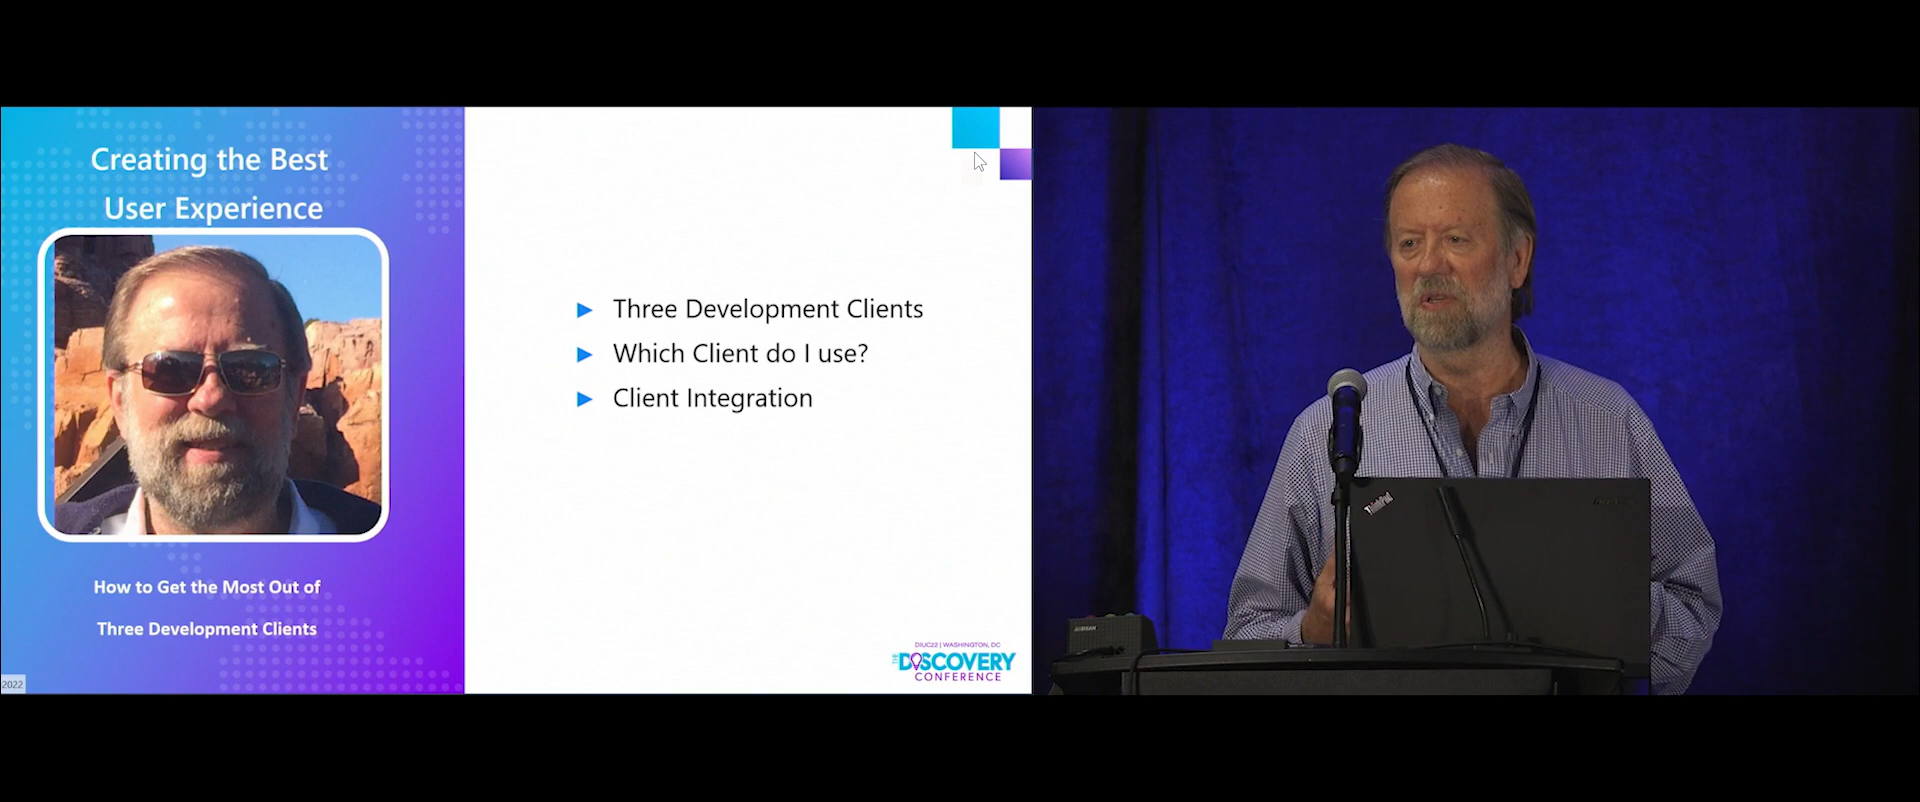 Creating the Best
User Experience
How to Get the Most Out of
Three Development Clients
2022
Three Development Clients
Which Client do I use?
Client Integration
DIUC22 | WASHINGTON, DC
THE DISCOVERY
CONFERENCE
ThinkPad